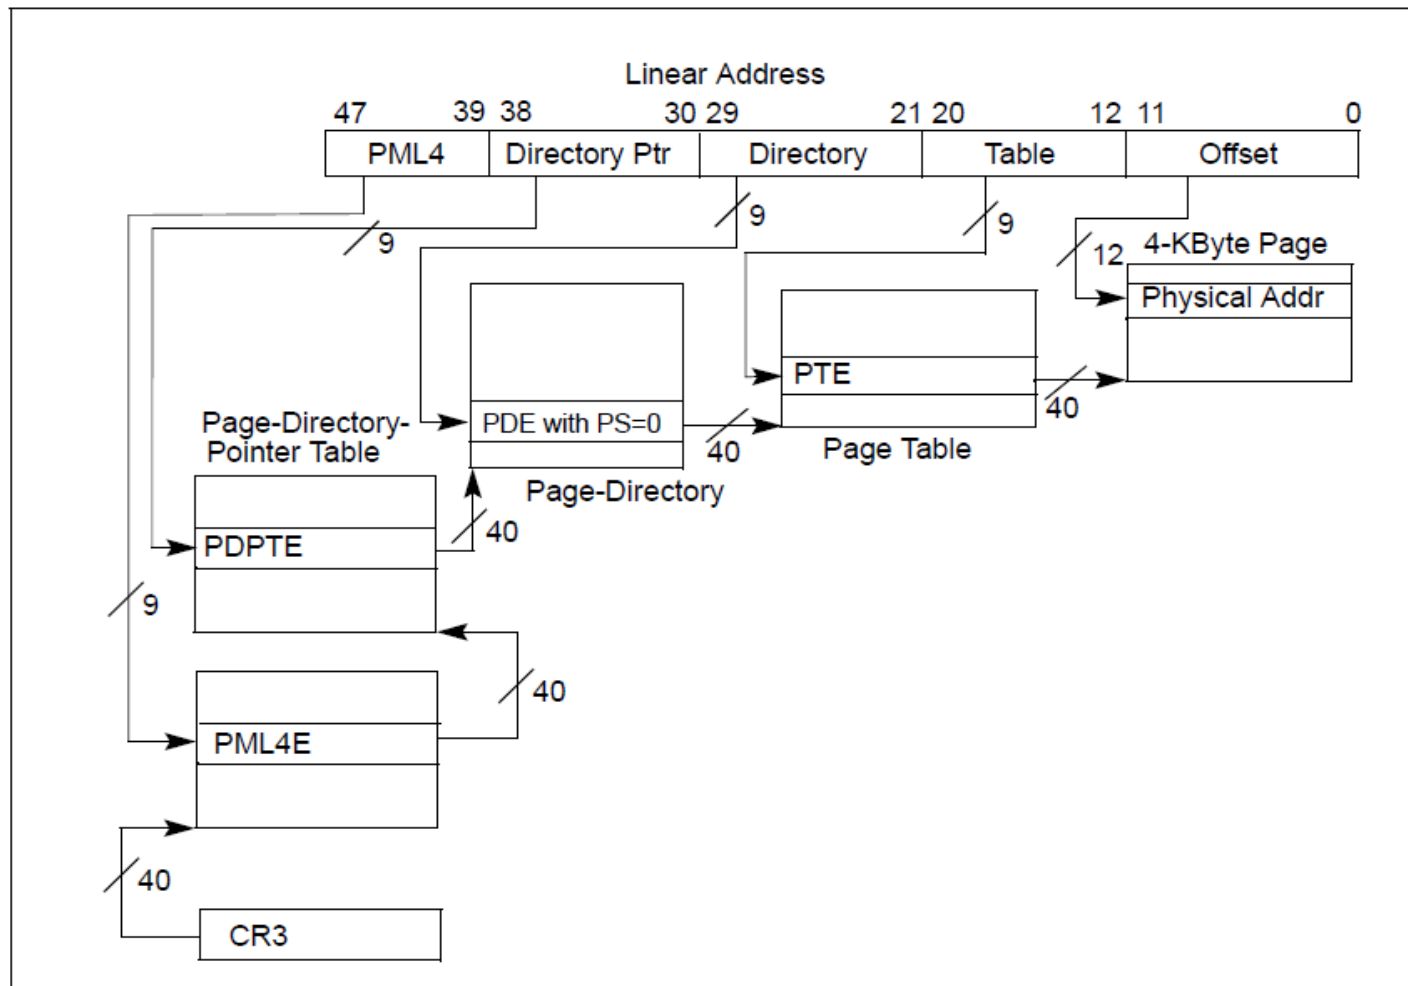 Linear Address
47 39 38 30 29 21 20 12 11 0
PML4 Directory Ptr Directory Table Offset
9
9
9
12
4-KByte Page
Physical Addr
PTE
40
PDE with PS=0
40
Page Table
Page-Directory-
Pointer Table
Page-Directory
40
PDPTE
9
40
PML4E
40
CR3